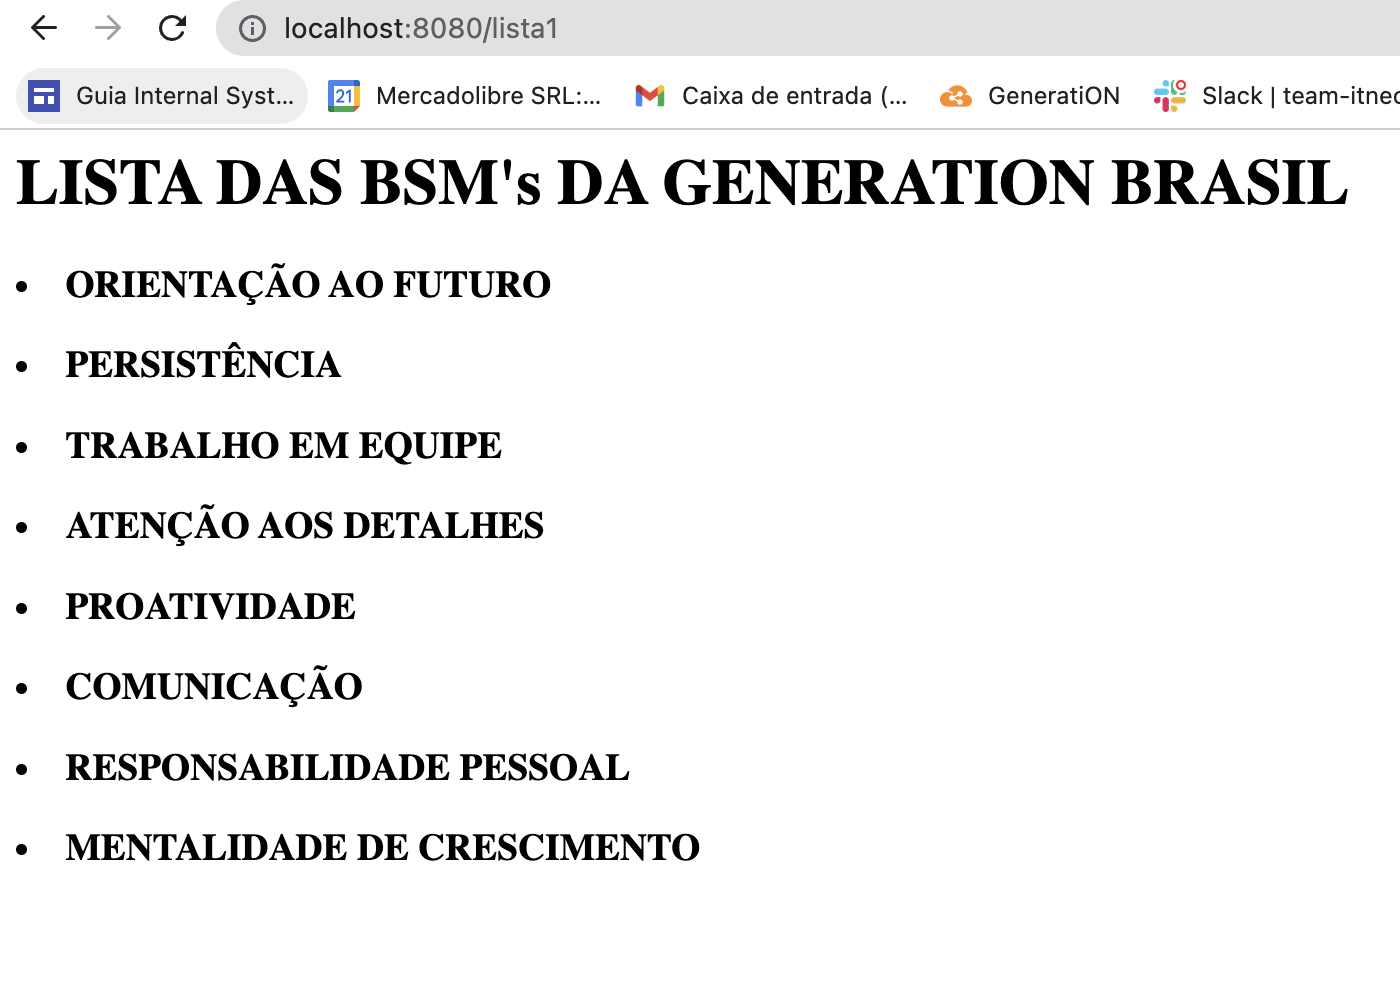 localhost:8080/lista1
Guia Internal Syst... Mercadolibre SRL:... Caixa de entrada (... GeneratiON Slack | team-itnec
21
LISTA DAS BSM's DA GENERATION BRASIL
• ORIENTAÇÃO AO FUTURO
• PERSISTÊNCIA
• TRABALHO EM EQUIPE
• ATENÇÃO AOS DETALHES
• PROATIVIDADE
• COMUNICAÇÃO
• RESPONSABILIDADE PESSOAL
• MENTALIDADE DE CRESCIMENTO